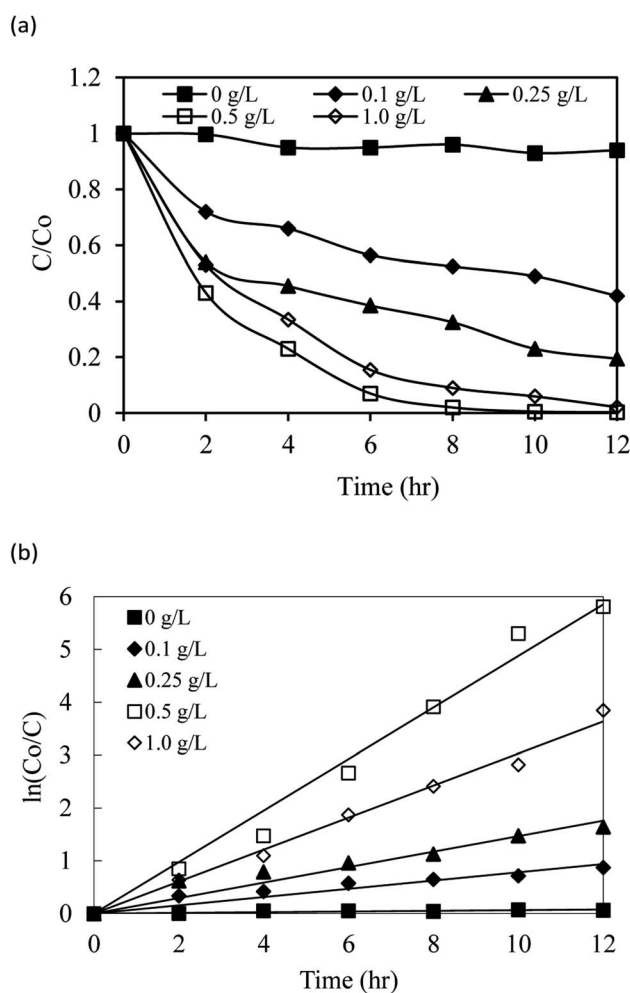 (a)
1.2
1
0.8
0.6
0.4
0.2
0
C/Co
0 g/L 0.1 g/L 0.25 g/L
0.5 g/L 1.0 g/L
0 2 4 6 8 10 12
Time (hr)
(b)
6
5
4
3
2
1
0
ln(Co/C)
0 g/L
0.1 g/L
0.25 g/L
0.5 g/L
1.0 g/L
0 2 4 6 8 10 12
Time (hr)